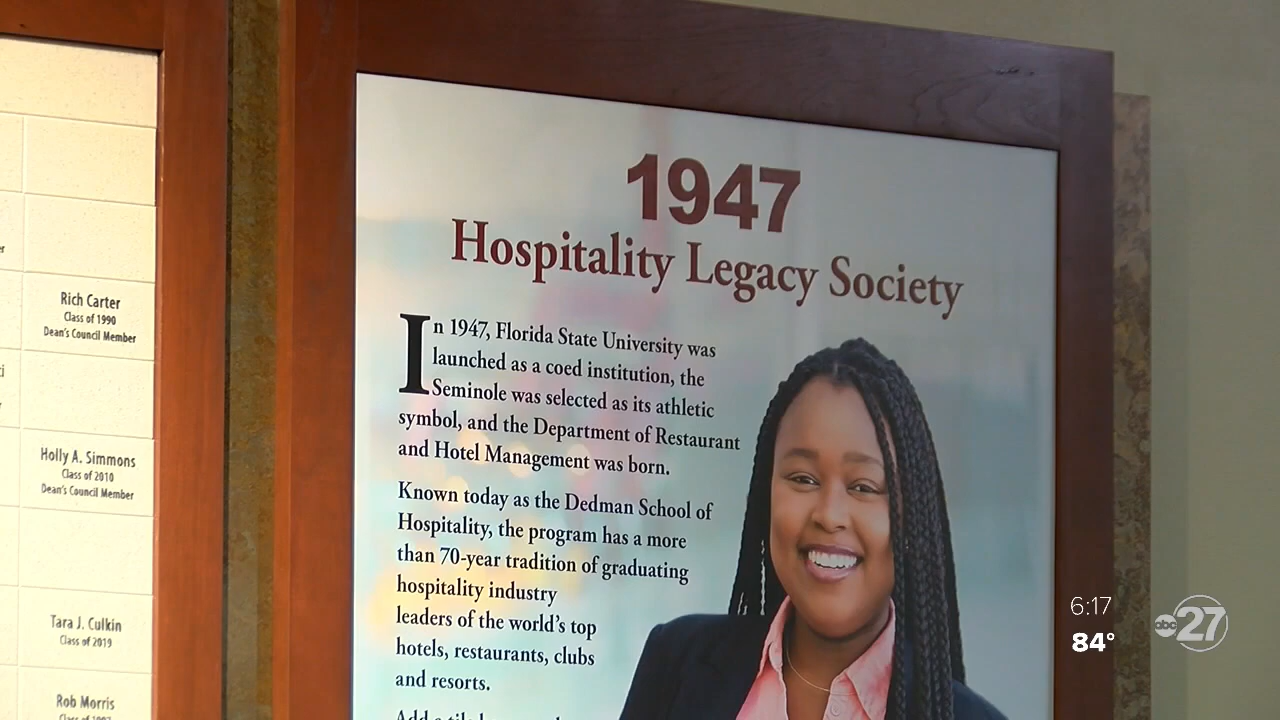 Rich Carter
Class of 1990
Dean's Council Member
Holly A. Simmons
Class of 2010
Dean's Council Member
Tara J. Culkin
Class of 2019
Rob Morris
1947
Hospitality Legacy Society
In 1947, Florida State University was
launched as a coed institution, the
Seminole was selected as its athletic
symbol, and the Department of Restaurant
and Hotel Management was born.
Known today as the Dedman School of
Hospitality, the program has a more
than 70-year tradition of graduating
hospitality industry
leaders of the world's top
hotels, restaurants, clubs
and resorts.
6:17
84°
abc 27